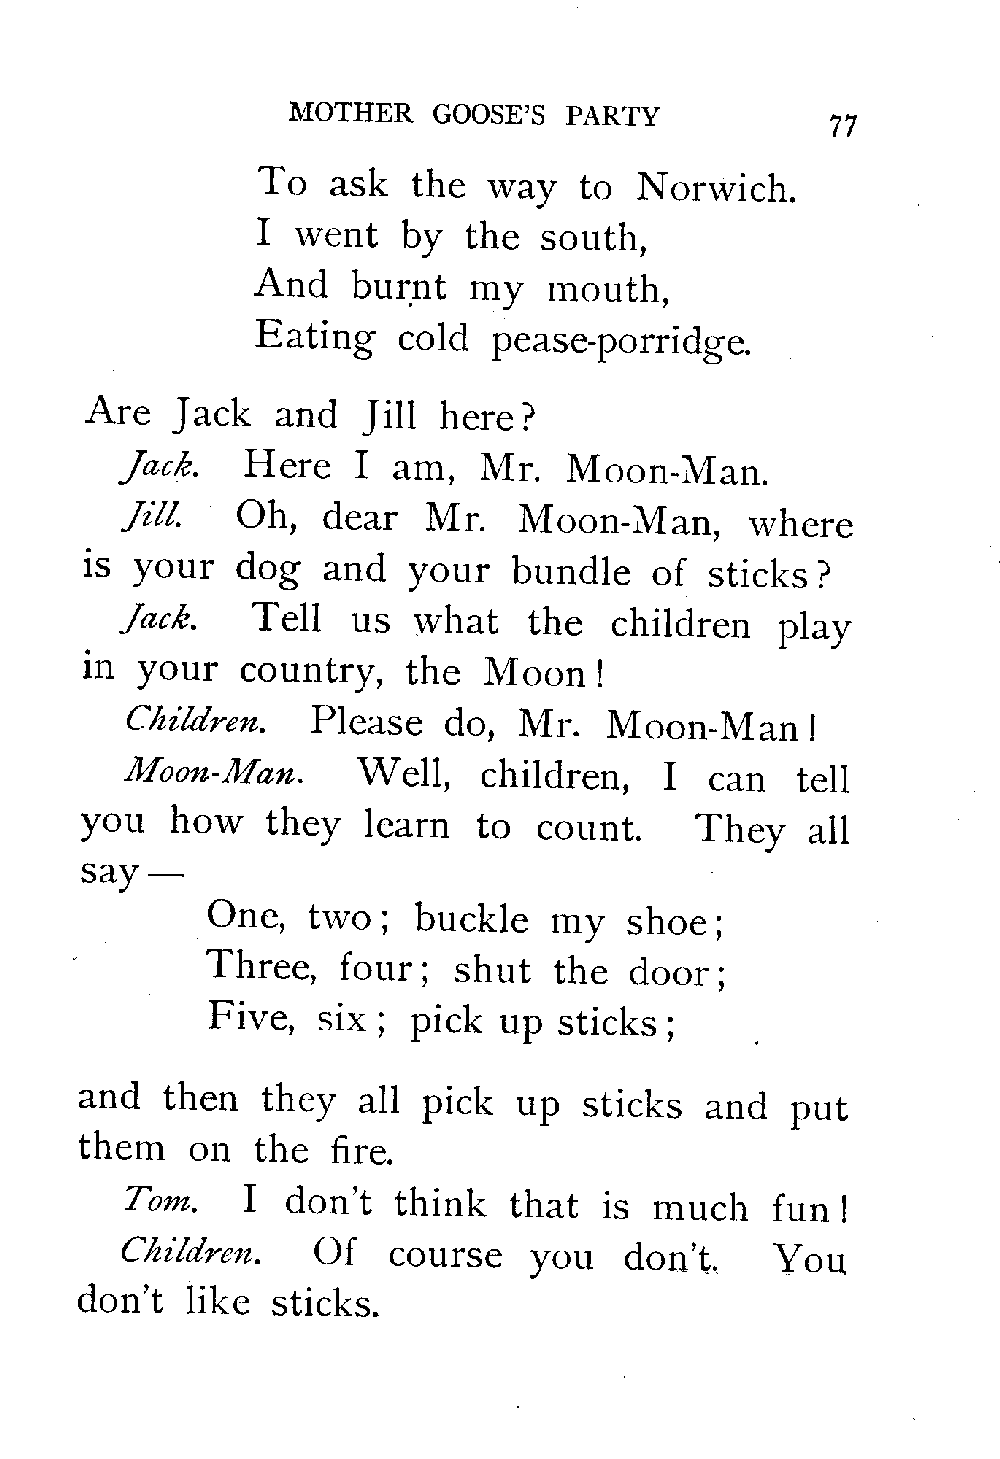 MOTHER GOOSE'S PARTY 77
To ask the way to Norwich.
I went by the south,
And burnt my mouth,
Eating cold pease-porridge.
Are Jack and Jill here?
Jack. Here I am, Mr. Moon-Man.
Jill. Oh, dear Mr. Moon-Man, where
is your dog and your bundle of sticks?
Jack. Tell us what the children play
in your country, the Moon!
Children. Please do, Mr. Moon-Man!
Moon-Man. Well, children, I can tell
you how they learn to count. They all
say—
One, two; buckle my shoe;
Three, four; shut the door;
Five, six; pick up sticks;
and then they all pick up sticks and put
them on the fire.
Tom. I don't think that is much fun!
Children. Of course you don't. You
don't like sticks.